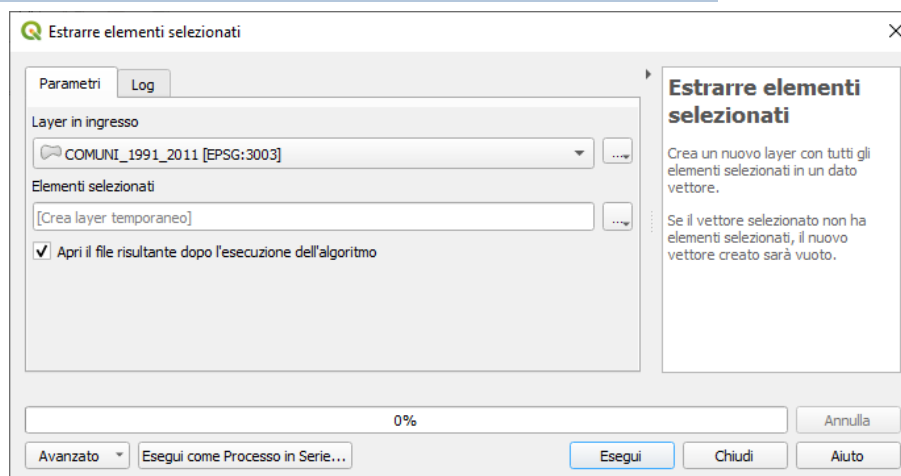 Estrarre elementi selezionati
Parametri
Log
Layer in ingresso
COMUNI_1991_2011 [EPSG:3003]
...
Elementi selezionati
[Crea layer temporaneo]
...
Apri il file risultante dopo l'esecuzione dell'algoritmo
Estrarre elementi
selezionati
Crea un nuovo layer con tutti gli
elementi selezionati in un dato
vettore.
Se il vettore selezionato non ha
elementi selezionati, il nuovo
vettore creato sarà vuoto.
0%
Annulla
Avanzato
Esegui come Processo in Serie...
Esegui
Chiudi
Aiuto